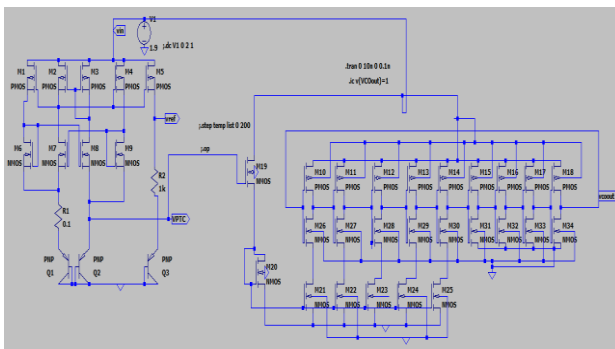 V1
vin
;dc V1 0 2 1
1.9
M1
M2
M3
M4
M5
PMOS
PMOS
PMOS
PMOS
PMOS
.tran 0 10n 0 0.1n
.ic v(VCOout)=1
vref
;step temp list 0 200
;op
M6
M7
M8
M9
NMOS
NMOS
NMOS
NMOS
R2
1k
M19
NMOS
M10
M11
M12
M13
M14
M15
M16
M17
M18
PMOS
PMOS
PMOS
PMOS
PMOS
PMOS
PMOS
PMOS
PMOS
vcoout
R1
0.1
VPTC
M26
M27
M28
M29
M30
M31
M32
M33
M34
NMOS
NMOS
NMOS
NMOS
NMOS
NMOS
NMOS
NMOS
NMOS
PNP
PNP
PNP
Q1
Q2
Q3
M20
NMOS
M21
M22
M23
M24
M25
NMOS
NMOS
NMOS
NMOS
NMOS